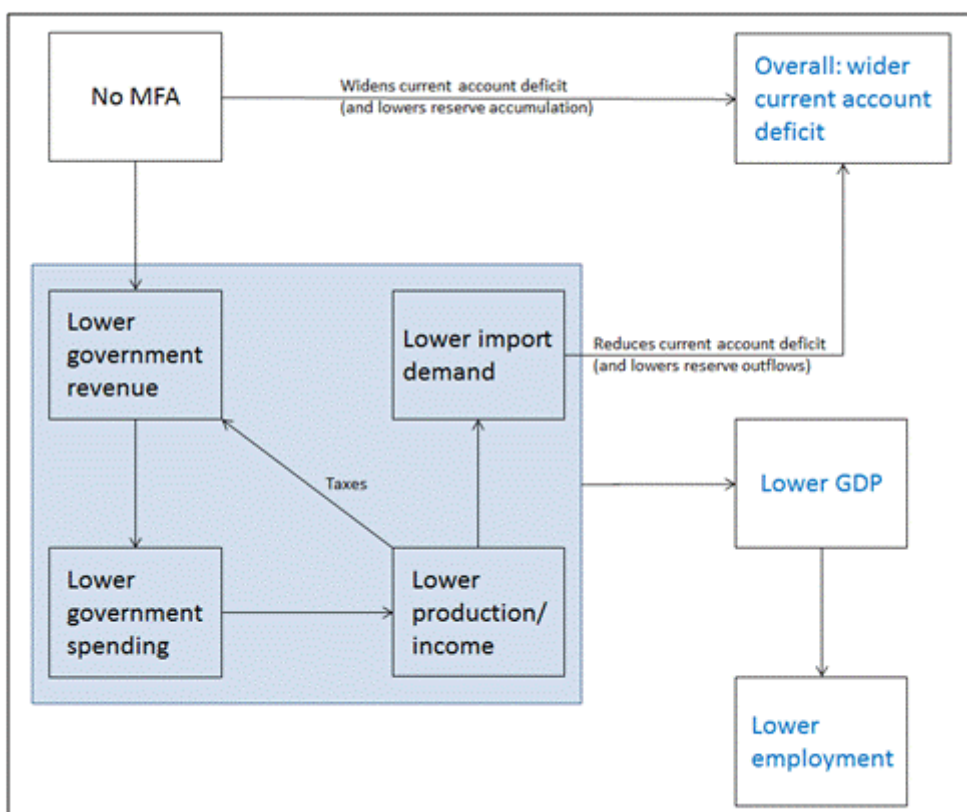 No MFA
Widens current account deficit
(and lowers reserve accumulation)
Overall: wider
current account
deficit
Lower
government
revenue
Lower import
demand
Reduces current account deficit
(and lowers reserve outflows)
Taxes
Lower GDP
Lower
government
spending
Lower
production/
income
Lower
employment